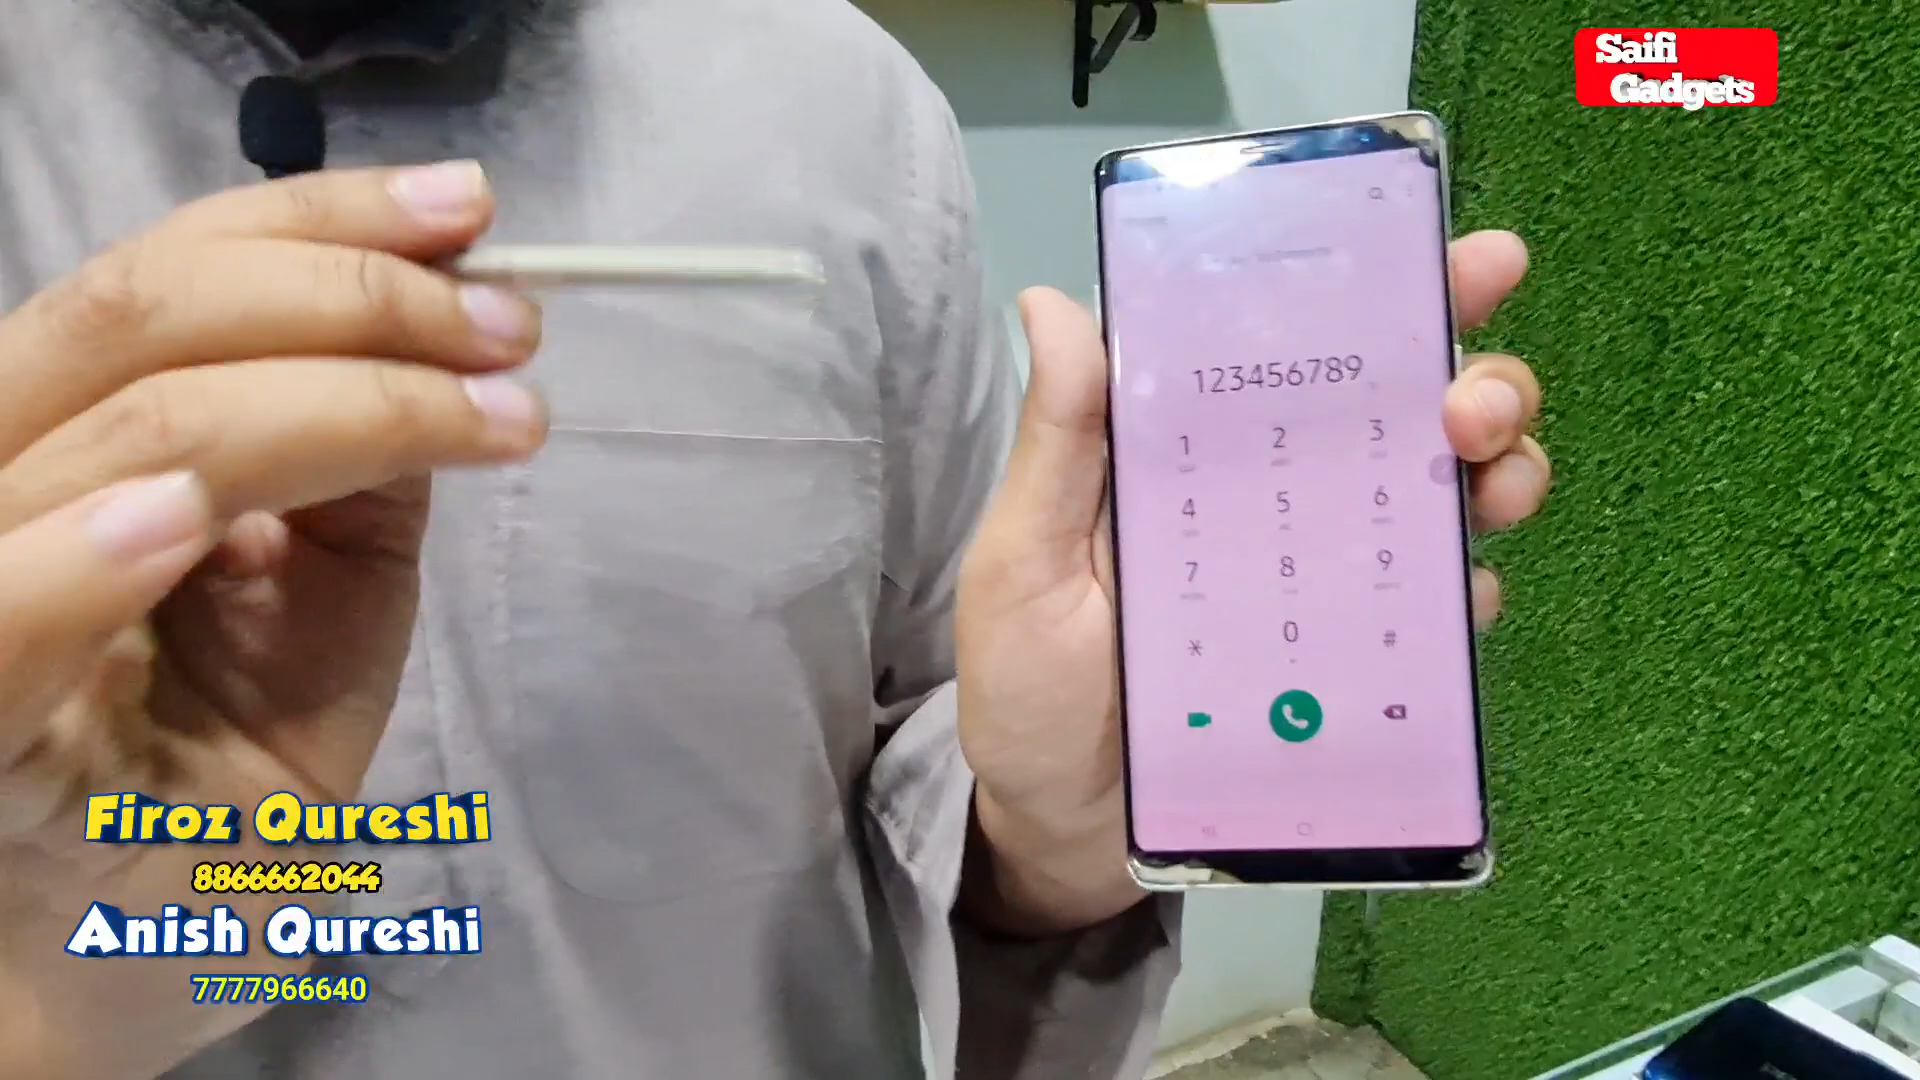 Saifi
Gadgets
123456789
1 2 3
4 5 6
7 8 9
* 0 #
Firoz Qureshi
8866662044
Anish Qureshi
7777966640